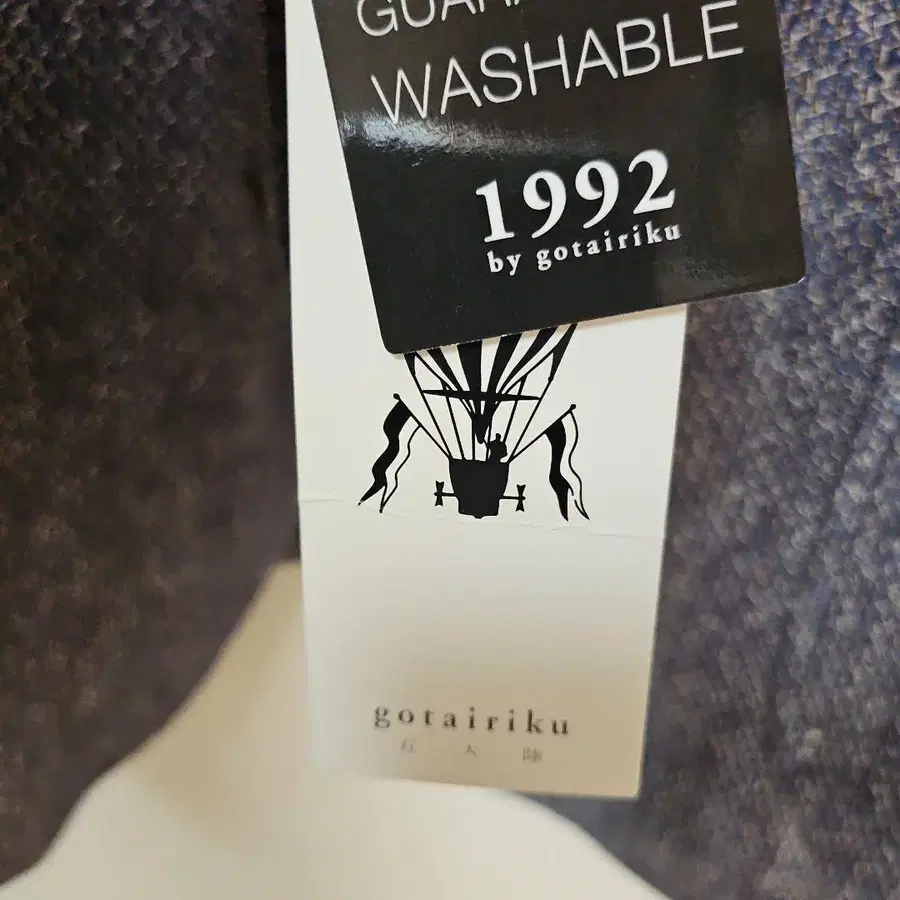 WASHABLE
1992
by gotairiku
gotairiku
五大陸